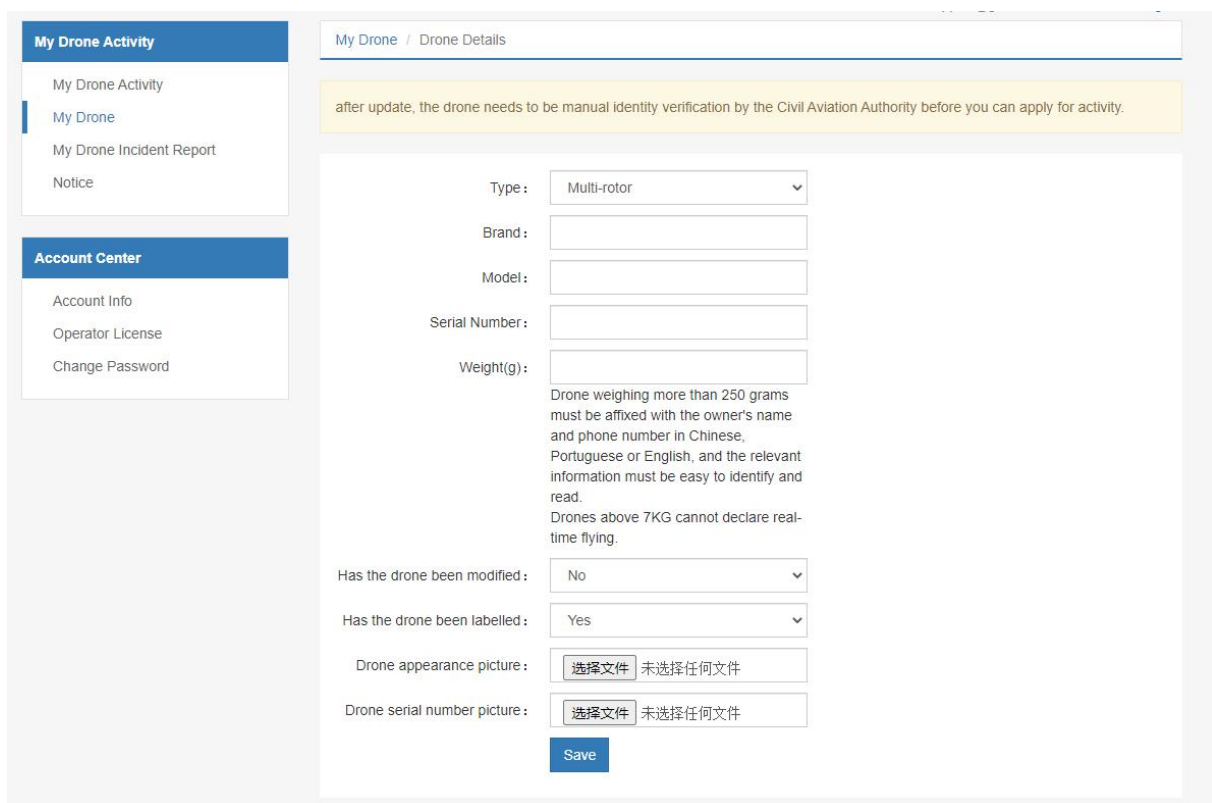 My Drone Activity
My Drone Activity
My Drone
My Drone Incident Report
Notice
Account Center
Account Info
Operator License
Change Password
My Drone / Drone Details
after update, the drone needs to be manual identity verification by the Civil Aviation Authority before you can apply for activity.
Type： Multi-rotor
Brand：
Model：
Serial Number：
Weight(g)：
Drone weighing more than 250 grams
must be affixed with the owner's name
and phone number in Chinese,
Portuguese or English, and the relevant
information must be easy to identify and
read.
Drones above 7KG cannot declare real-
time flying.
Has the drone been modified： No
Has the drone been labelled： Yes
Drone appearance picture： 选择文件 未选择任何文件
Drone serial number picture： 选择文件 未选择任何文件
Save